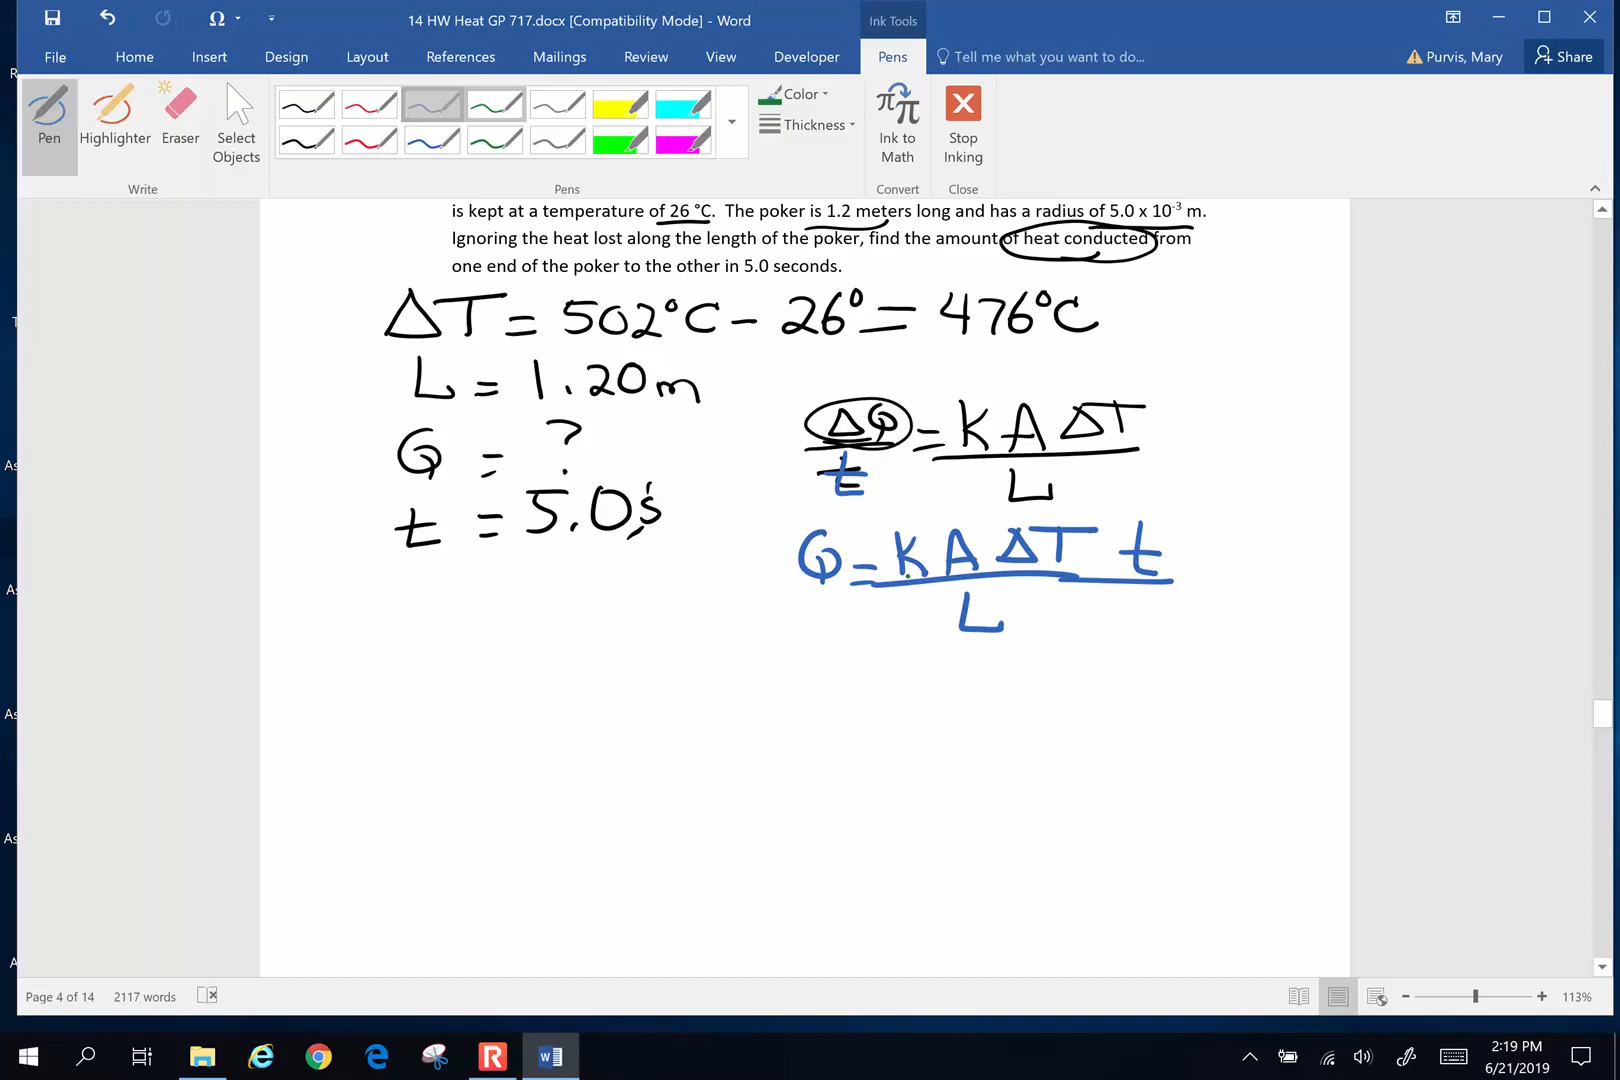 14 HW Heat GP 717.docx [Compatibility Mode] - Word
Ink Tools
File Home Insert Design Layout References Mailings Review View Developer Pens Tell me what you want to do... Purvis, Mary Share
Pen Highlighter Eraser Select Objects
Color
Thickness
Ink to Math
Stop Inking
Write Pens Convert Close
is kept at a temperature of 26 °C. The poker is 1.2 meters long and has a radius of 5.0 x 10⁻³ m.
Ignoring the heat lost along the length of the poker, find the amount of heat conducted from
one end of the poker to the other in 5.0 seconds.
ΔT = 502°C - 26° = 476°C
L = 1.20m
Q = ?
t = 5.0s
ΔQ/t = KAΔT/L
Q = KAΔT t/L
Page 4 of 14 2117 words
113%
2:19 PM
6/21/2019